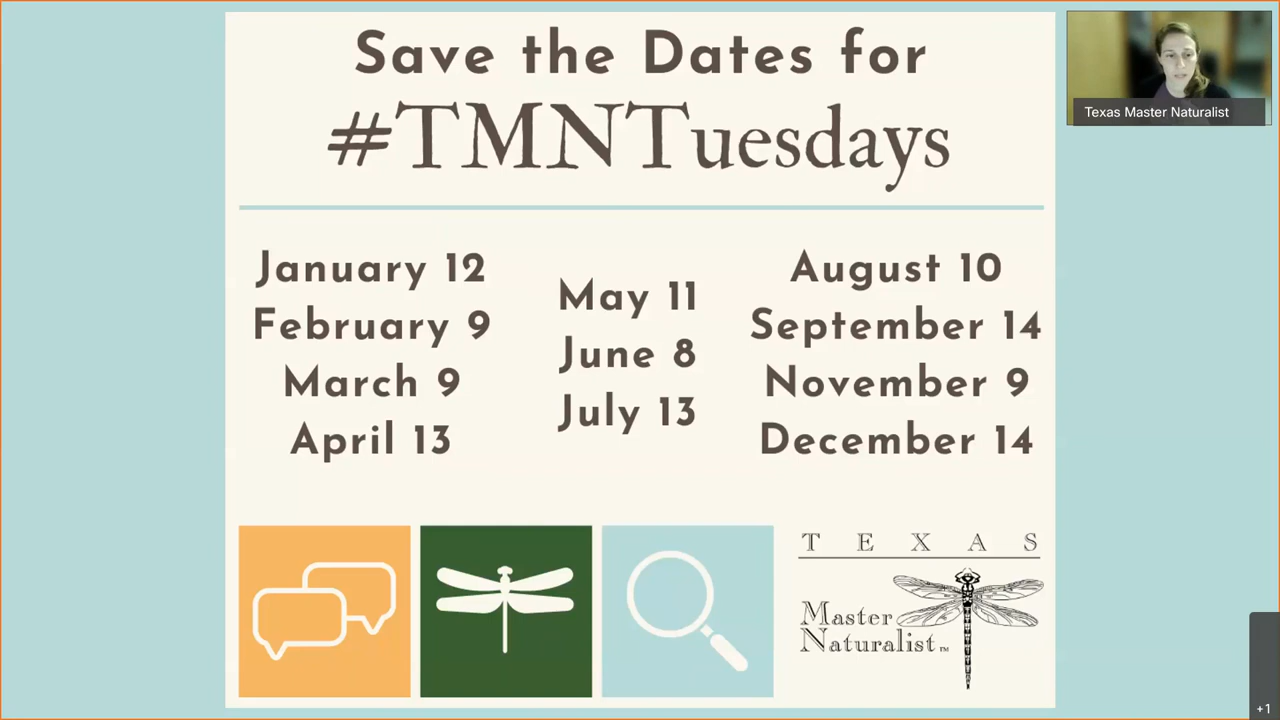 Save the Dates for
#TMNTuesdays
January 12
February 9
March 9
April 13
May 11
June 8
July 13
August 10
September 14
November 9
December 14
TEXAS
Master
Naturalist™
Texas Master Naturalist
+1